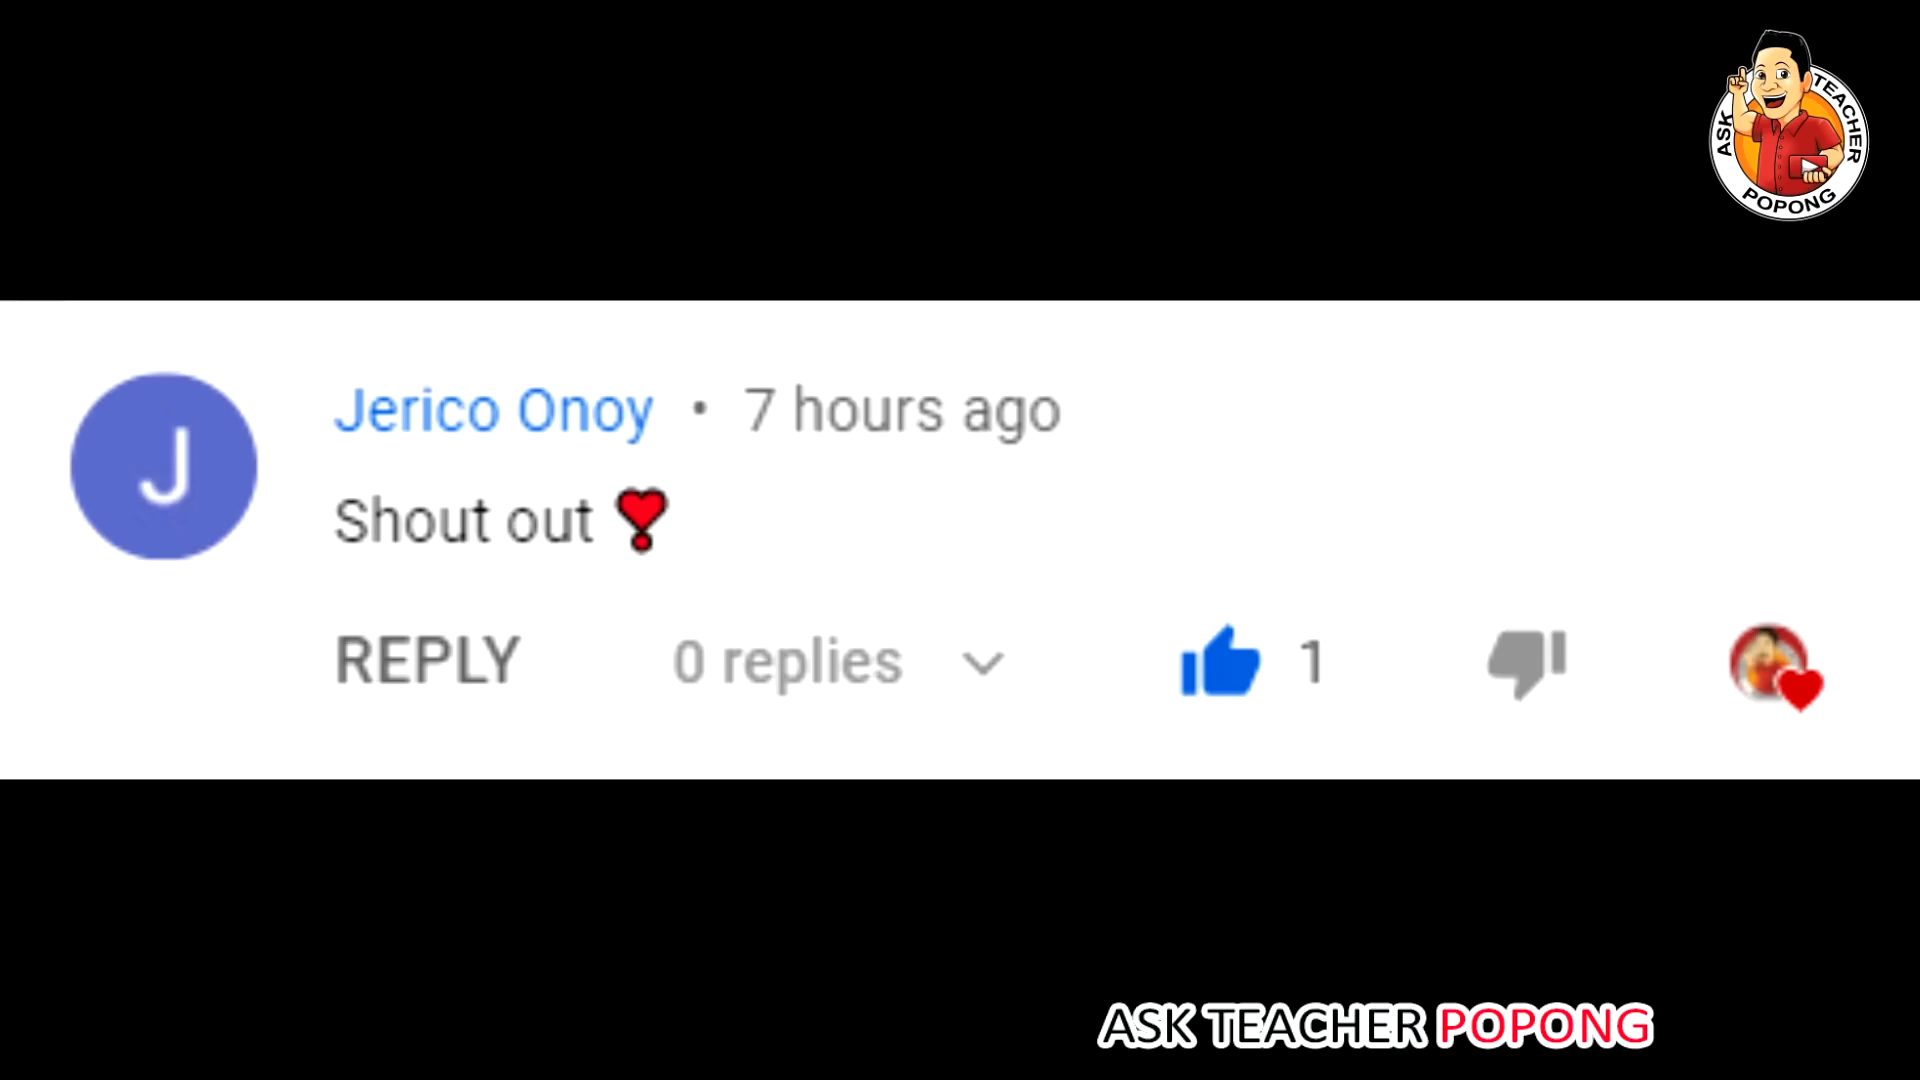 ASK TEACHER POPONG
J
Jerico Onoy • 7 hours ago
Shout out ❣
REPLY 0 replies 1
ASK TEACHER POPONG